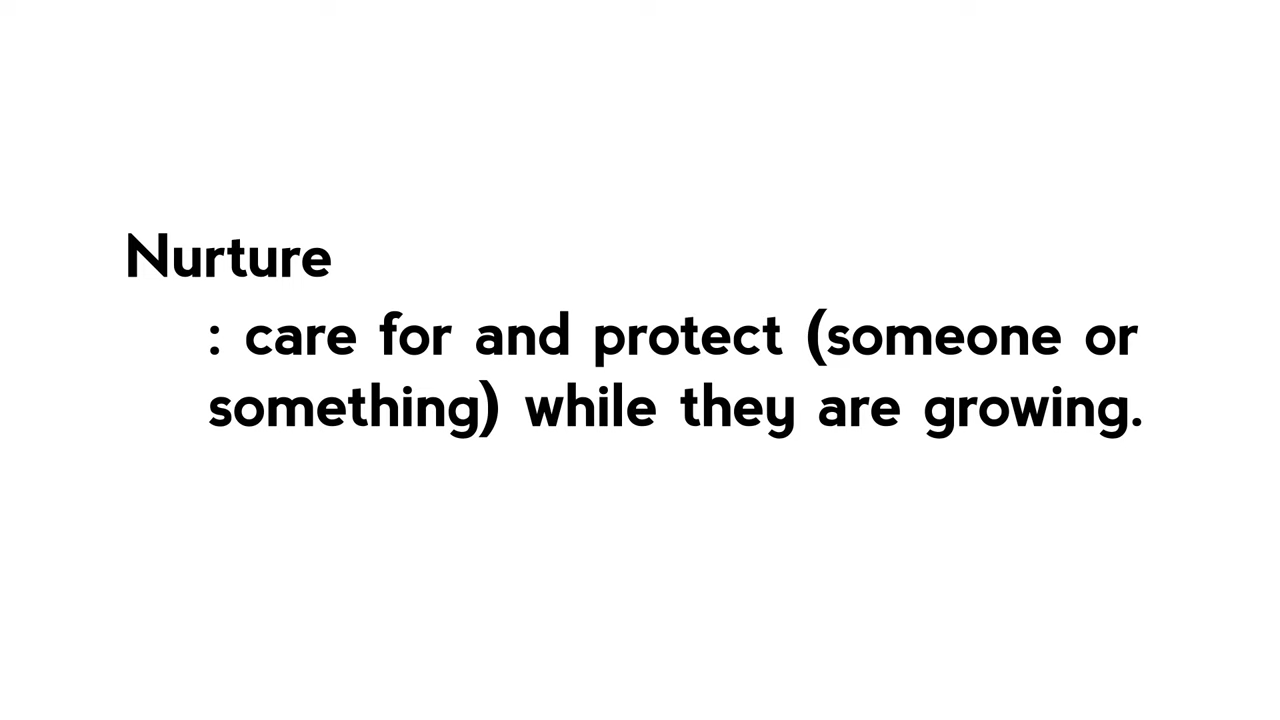 Nurture
: care for and protect (someone or
something) while they are growing.